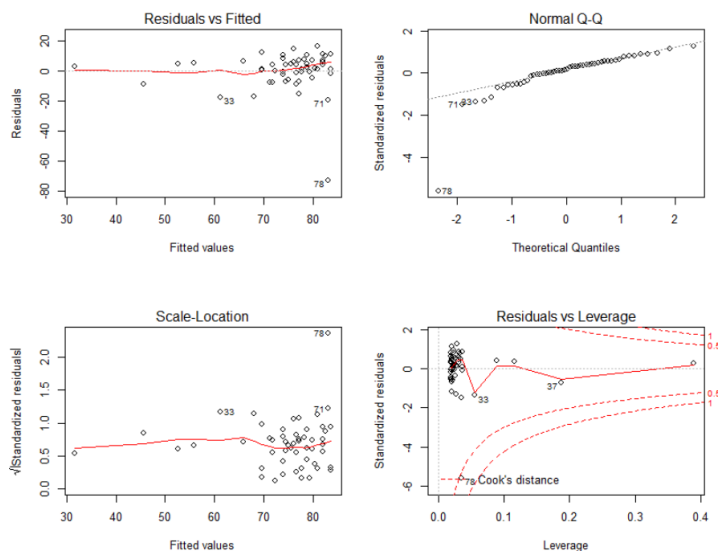 Residuals vs Fitted
Residuals
20
0
-20
-40
-60
-80
33
71
78
30 40 50 60 70 80
Fitted values
Normal Q-Q
Standardized residuals
2
0
-2
-4
71
33
78
-2 -1 0 1 2
Theoretical Quantiles
Scale-Location
√|Standardized residuals|
2.0
1.5
1.0
0.5
0.0
78
33
71
30 40 50 60 70 80
Fitted values
Residuals vs Leverage
Standardized residuals
2
0
-2
-4
-6
1
0.5
0.5
1
33
37
78
Cook's distance
0.0 0.1 0.2 0.3 0.4
Leverage